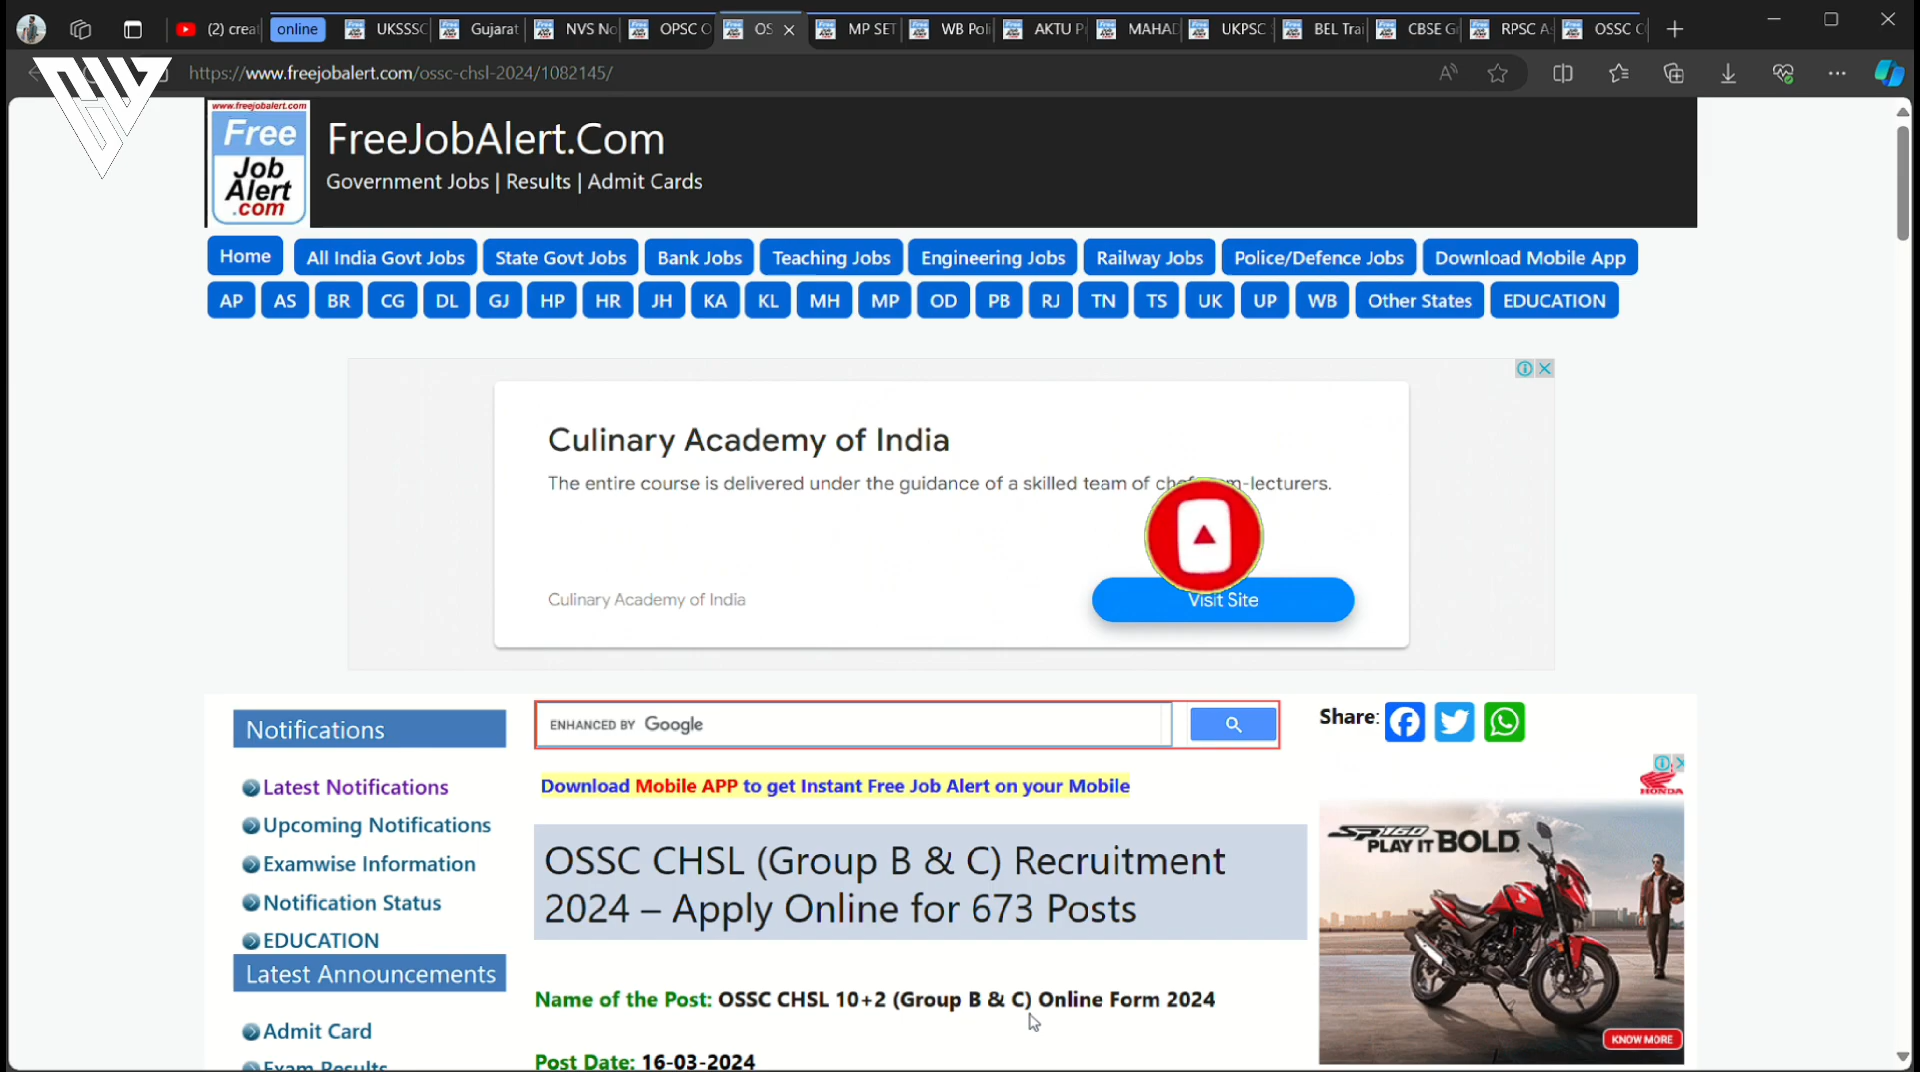 (2) crea
online
UKSSSC
Gujarat
NVS No
OPSC O
OS
MP SET
WB Poli
AKTU P
MAHAD
UKPSC
BEL Trai
CBSE G
RPSC As
OSSC C
https://www.freejobalert.com/ossc-chsl-2024/1082145/
www.freejobalert.com
Free
Job
Alert
.com
FreeJobAlert.Com
Government Jobs | Results | Admit Cards
Home
All India Govt Jobs
State Govt Jobs
Bank Jobs
Teaching Jobs
Engineering Jobs
Railway Jobs
Police/Defence Jobs
Download Mobile App
AP
AS
BR
CG
DL
GJ
HP
HR
JH
KA
KL
MH
MP
OD
PB
RJ
TN
TS
UK
UP
WB
Other States
EDUCATION
Culinary Academy of India
The entire course is delivered under the guidance of a skilled team of -lecturers.
Culinary Academy of India
Visit Site
Notifications
Latest Notifications
Upcoming Notifications
Examwise Information
Notification Status
EDUCATION
Latest Announcements
Admit Card
Exam Results
ENHANCED BY Google
Download Mobile APP to get Instant Free Job Alert on your Mobile
OSSC CHSL (Group B & C) Recruitment
2024 – Apply Online for 673 Posts
Name of the Post: OSSC CHSL 10+2 (Group B & C) Online Form 2024
Post Date: 16-03-2024
Share:
HONDA
SP160
PLAY IT BOLD.
KNOW MORE